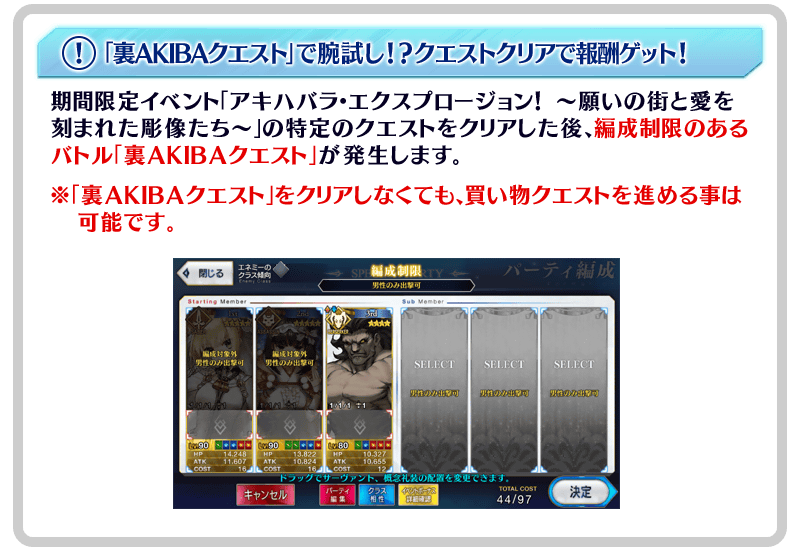 ! 「裏AKIBAクエスト」で腕試し!?クエストクリアで報酬ゲット!
期間限定イベント「アキハバラ・エクスプロージョン! ～願いの街と愛を
刻まれた彫像たち～」の特定のクエストをクリアした後、編成制限のある
バトル「裏AKIBAクエスト」が発生します。
※「裏AKIBAクエスト」をクリアしなくても、買い物クエストを進める事は
可能です。
閉じる
エネミーの
クラス傾向
Enemy Class
編成制限
男性のみ出撃可
パーティ編成
Starting Member
Sub Member
編成対象外
男性のみ出撃可
編成対象外
男性のみ出撃可
BERSERKER
1/1/1
SELECT
男性のみ出撃可
SELECT
男性のみ出撃可
SELECT
男性のみ出撃可
Lv.90
HP 14,248
ATK 11,607
COST 16
Lv.90
HP 13,822
ATK 10,824
COST 16
Lv.80
HP 10,327
ATK 10,655
COST 12
ドラッグでサーヴァント、概念礼装の配置を変更できます。
キャンセル
パーティ
編集
クラス
相性
イベントボーナス
詳細確認
TOTAL COST
44/97
決定